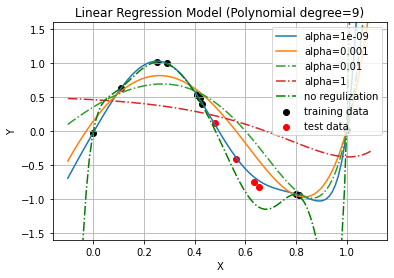 Linear Regression Model (Polynomial degree=9)
1.5
1.0
0.5
0.0
−0.5
−1.0
−1.5
Y
0.0
0.2
0.4
0.6
0.8
1.0
X
alpha=1e-09
alpha=0.001
alpha=0.01
alpha=1
no regulization
training data
test data